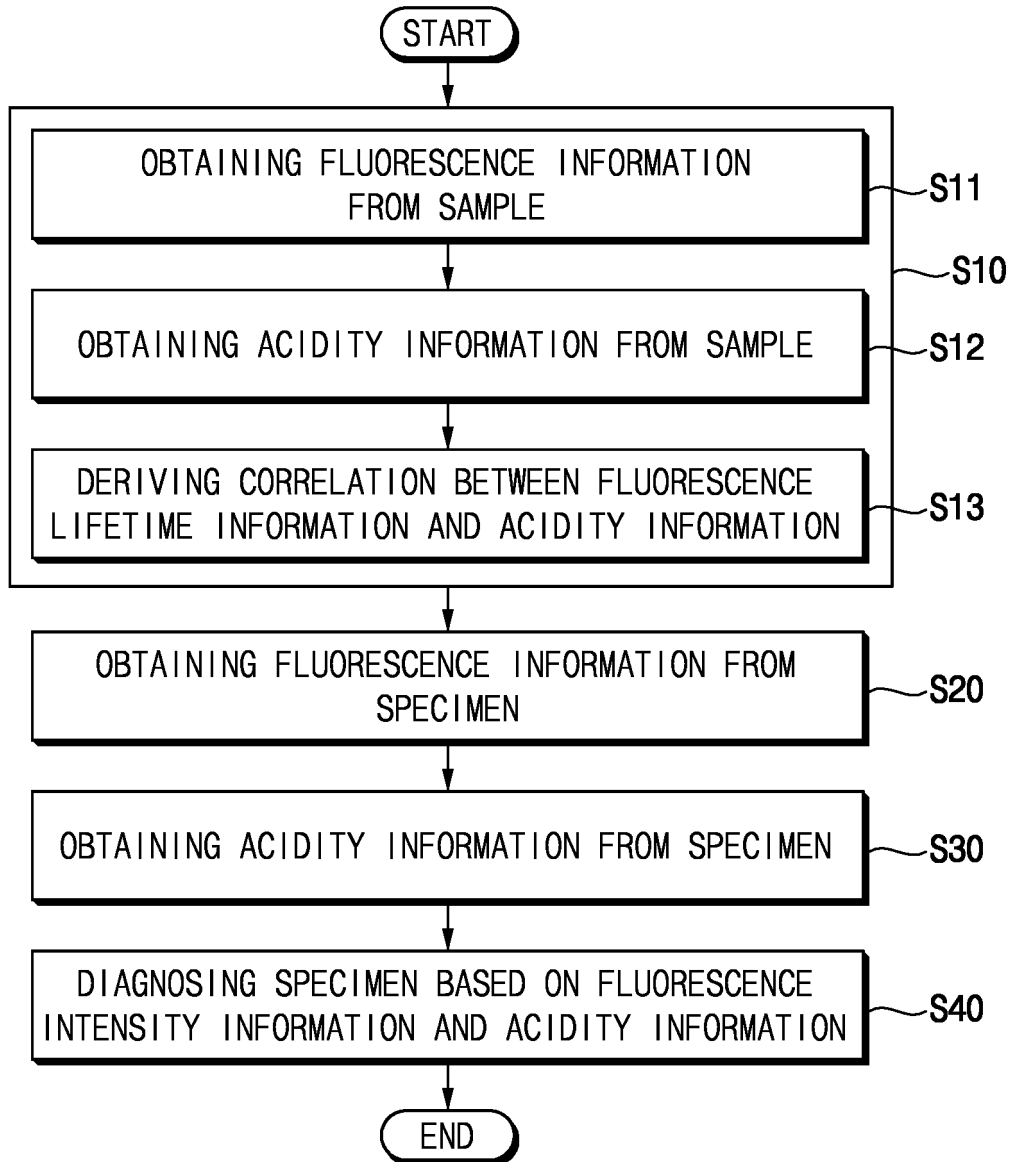 START
OBTAINING FLUORESCENCE INFORMATION
FROM SAMPLE
S11
S10
OBTAINING ACIDITY INFORMATION FROM SAMPLE
S12
DERIVING CORRELATION BETWEEN FLUORESCENCE
LIFETIME INFORMATION AND ACIDITY INFORMATION
S13
OBTAINING FLUORESCENCE INFORMATION FROM
SPECIMEN
S20
OBTAINING ACIDITY INFORMATION FROM SPECIMEN
S30
DIAGNOSING SPECIMEN BASED ON FLUORESCENCE
INTENSITY INFORMATION AND ACIDITY INFORMATION
S40
END